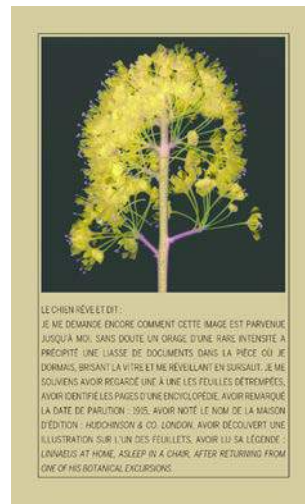 LE CHIEN RÊVE ET DIT :
JE ME DEMANDE ENCORE COMMENT CETTE IMAGE EST PARVENUE
JUSQU'À MOI. SANS DOUTE UN ORAGE D'UNE RARE INTENSITÉ A
PRÉCIPITÉ UNE LIASSE DE DOCUMENTS DANS LA PIÈCE OÙ JE
DORMAIS, BRISANT LA VITRE ET ME RÉVEILLANT EN SURSAUT. JE ME
SOUVIENS AVOIR REGARDÉ UNE À UNE LES FEUILLES DÉTREMPÉES,
AVOIR IDENTIFIÉ LES PAGES D'UNE ENCYCLOPÉDIE, AVOIR REMARQUÉ
LA DATE DE PARUTION : 1915, AVOIR NOTÉ LE NOM DE LA MAISON
D'ÉDITION : HUDCHINSON & CO. LONDON, AVOIR DÉCOUVERT UNE
ILLUSTRATION SUR L'UN DES FEUILLETS, AVOIR LU SA LÉGENDE :
LINNAEUS AT HOME, ASLEEP IN A CHAIR, AFTER RETURNING FROM
ONE OF HIS BOTANICAL EXCURSIONS.